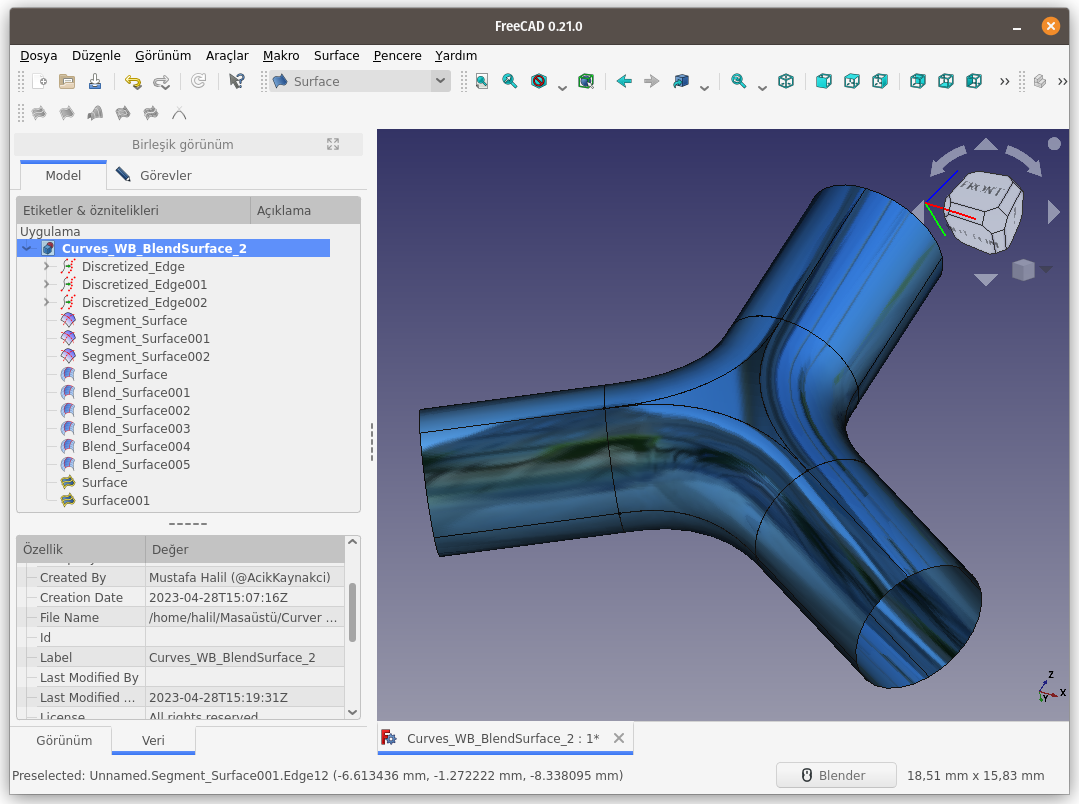 FreeCAD 0.21.0
Dosya Düzenle Görünüm Araçlar Makro Surface Pencere Yardım
Surface
Birleşik görünüm
Model Görevler
Etiketler & öznitelikleri Açıklama
Uygulama
Curves_WB_BlendSurface_2
Discretized_Edge
Discretized_Edge001
Discretized_Edge002
Segment_Surface
Segment_Surface001
Segment_Surface002
Blend_Surface
Blend_Surface001
Blend_Surface002
Blend_Surface003
Blend_Surface004
Blend_Surface005
Surface
Surface001
Özellik Değer
Created By Mustafa Halil (@AcikKaynakci)
Creation Date 2023-04-28T15:07:16Z
File Name /home/halil/Masaüstü/Curver ...
Id
Label Curves_WB_BlendSurface_2
Last Modified By
Last Modified ... 2023-04-28T15:19:31Z
License All rights reserved
Görünüm Veri
FRONT
Z
X
Y
Curves_WB_BlendSurface_2 : 1*
Preselected: Unnamed.Segment_Surface001.Edge12 (-6.613436 mm, -1.272222 mm, -8.338095 mm)
Blender 18,51 mm x 15,83 mm